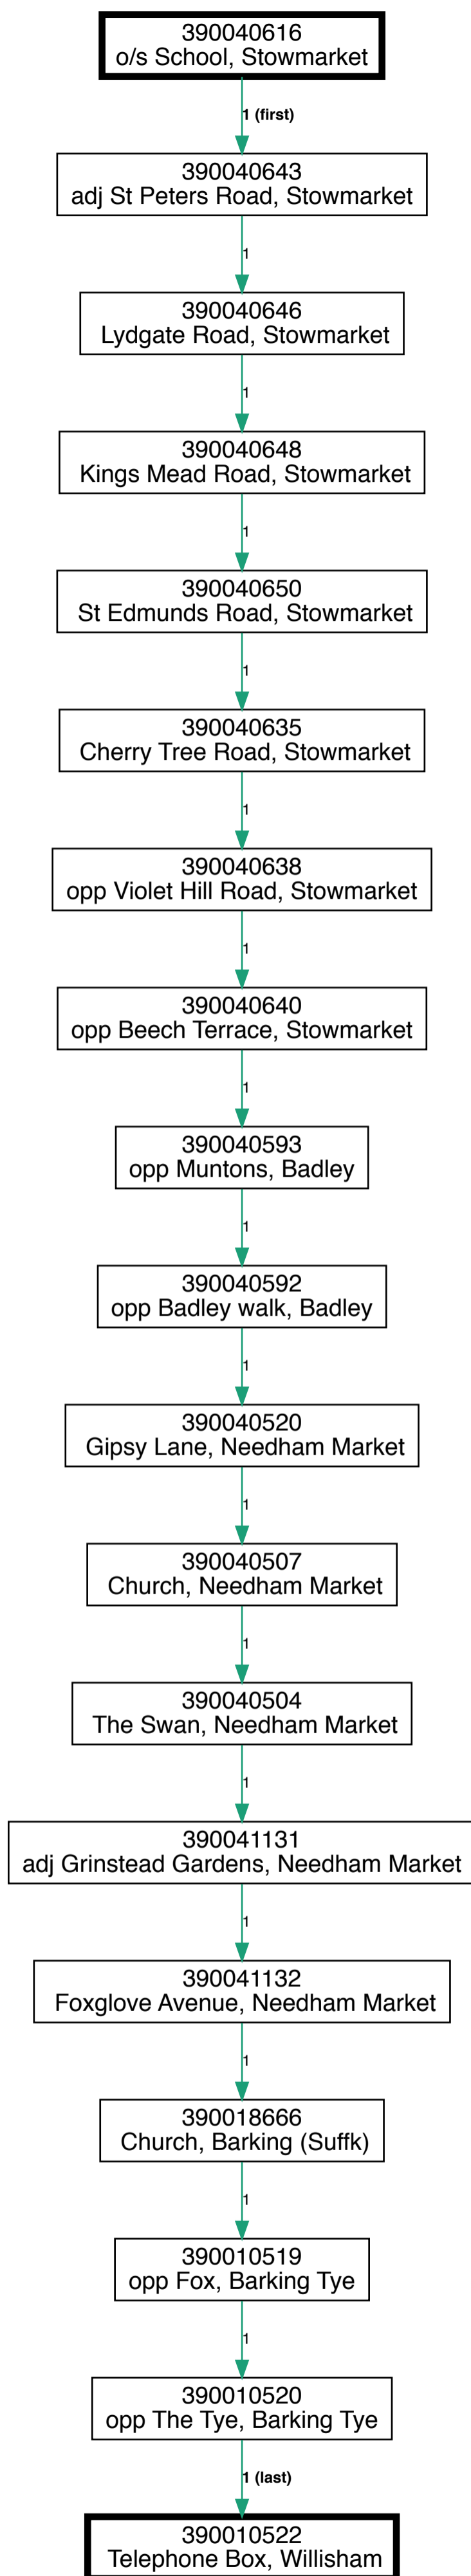 390040616
o/s School, Stowmarket
1 (first)
390040643
adj St Peters Road, Stowmarket
1
390040646
Lydgate Road, Stowmarket
1
390040648
Kings Mead Road, Stowmarket
1
390040650
St Edmunds Road, Stowmarket
1
390040635
Cherry Tree Road, Stowmarket
1
390040638
opp Violet Hill Road, Stowmarket
1
390040640
opp Beech Terrace, Stowmarket
1
390040593
opp Muntons, Badley
1
390040592
opp Badley walk, Badley
1
390040520
Gipsy Lane, Needham Market
1
390040507
Church, Needham Market
1
390040504
The Swan, Needham Market
1
390041131
adj Grinstead Gardens, Needham Market
1
390041132
Foxglove Avenue, Needham Market
1
390018666
Church, Barking (Suffk)
1
390010519
opp Fox, Barking Tye
1
390010520
opp The Tye, Barking Tye
1 (last)
390010522
Telephone Box, Willisham